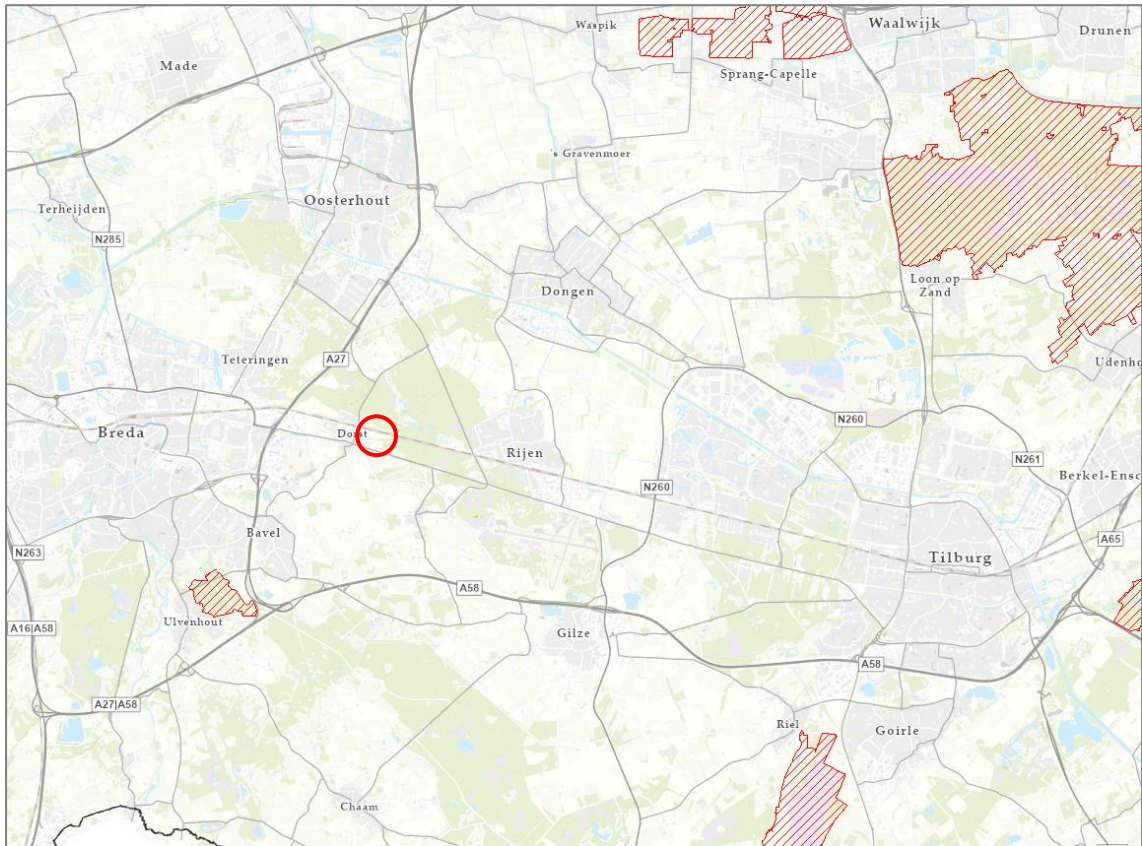 Waspik
Waalwijk
Drunen
Made
Sprang-Capelle
's Gravenmoer
Oosterhout
Terheijden
N285
Loon op
Zand
Dongen
Teteringen
A27
Udenho
N260
Breda
Dorst
Rijen
N261
Berkel-Ensc
N260
Bavel
A65
N263
Tilburg
A58
Ulvenhout
A16|A58
Gilze
A58
A27|A58
Riel
Goirle
Chaam